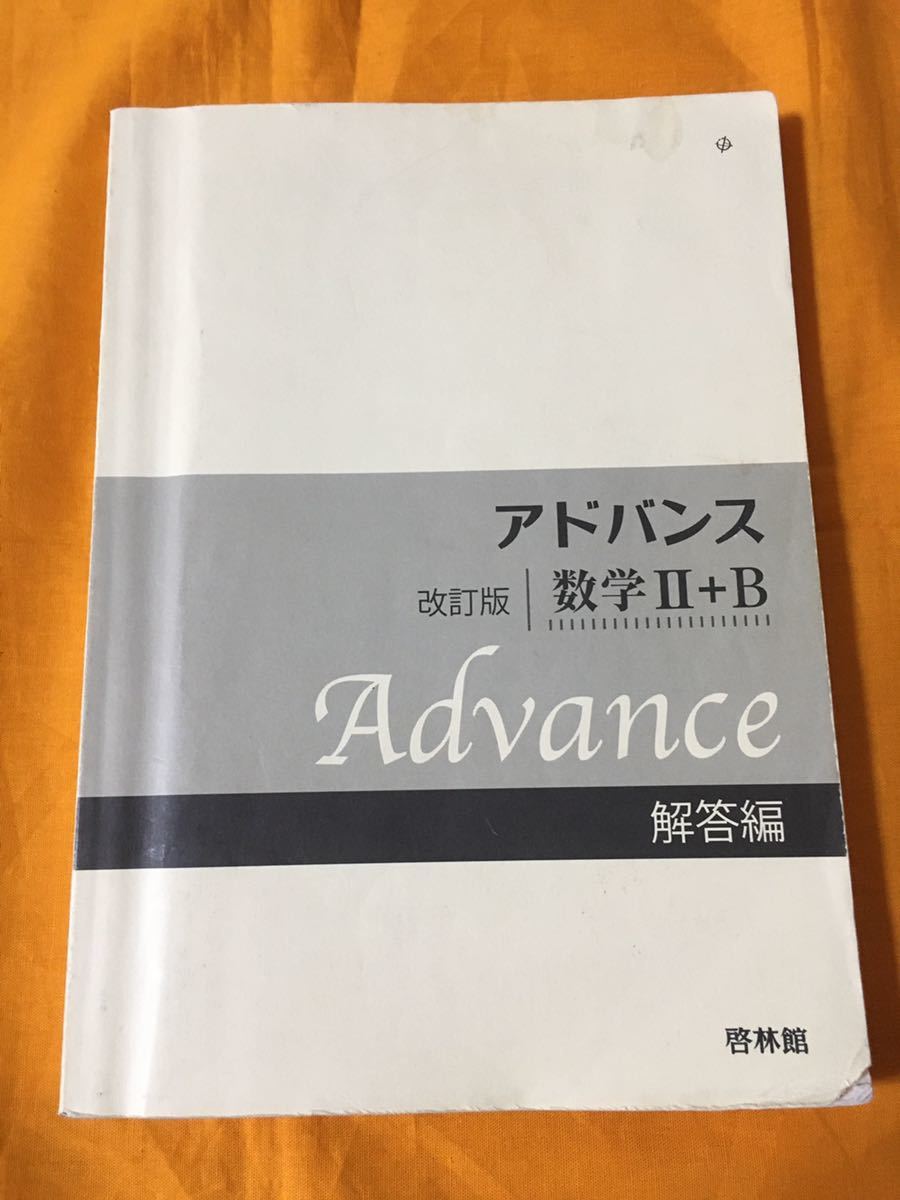 アドバンス
改訂版 数学Ⅱ+B
Advance
解答編
啓林館